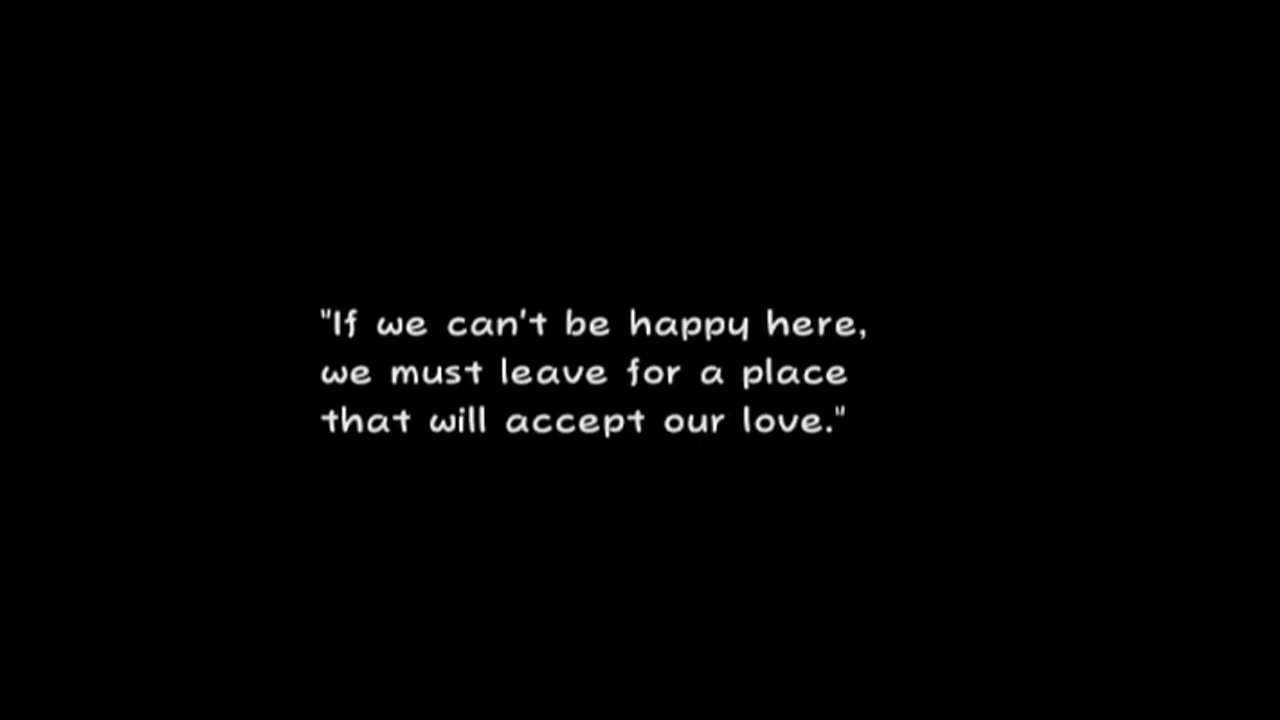 "If we can't be happy here,
we must leave for a place
that will accept our love."